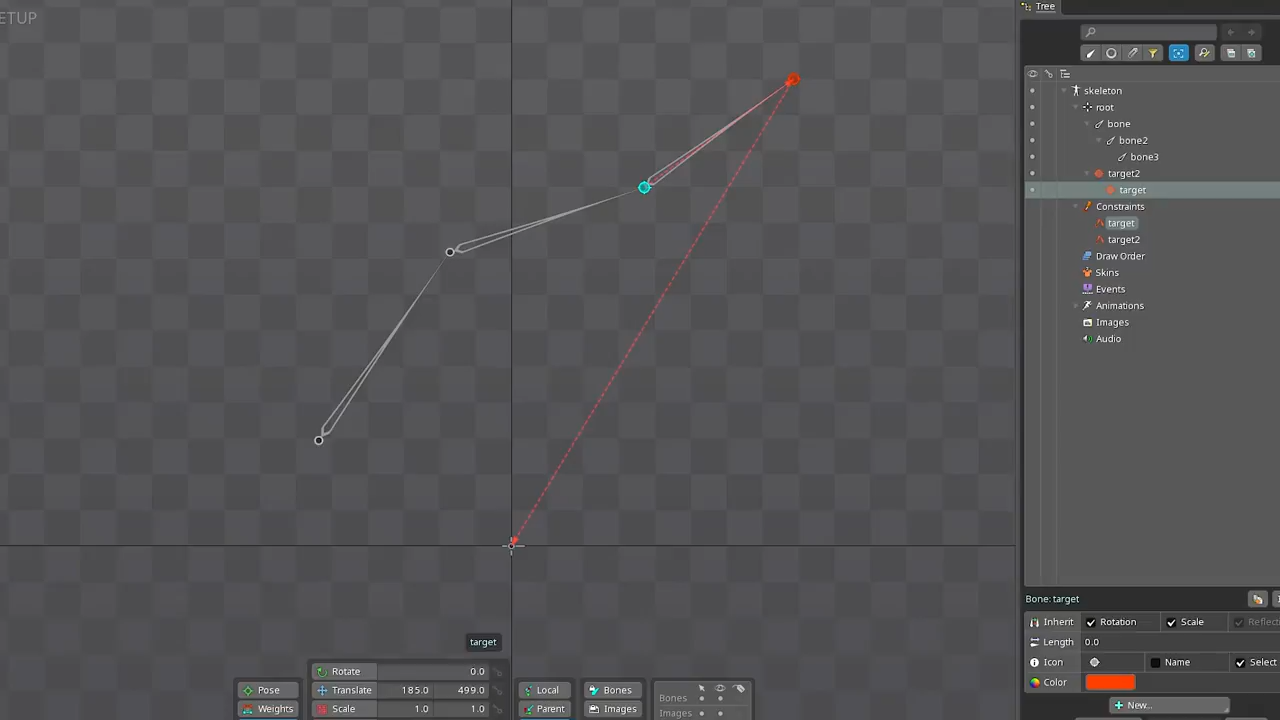 ETUP
Tree
skeleton
root
bone
bone2
bone3
target2
target
Constraints
target
target2
Draw Order
Skins
Events
Animations
Images
Audio
Bone: target
Inherit Rotation Scale Reflec
Length 0.0
Icon Name Select
Color
New...
target
Rotate 0.0
Pose Translate 185.0 499.0 Local Bones
Bones
Weights Scale 1.0 1.0 Parent Images
Images